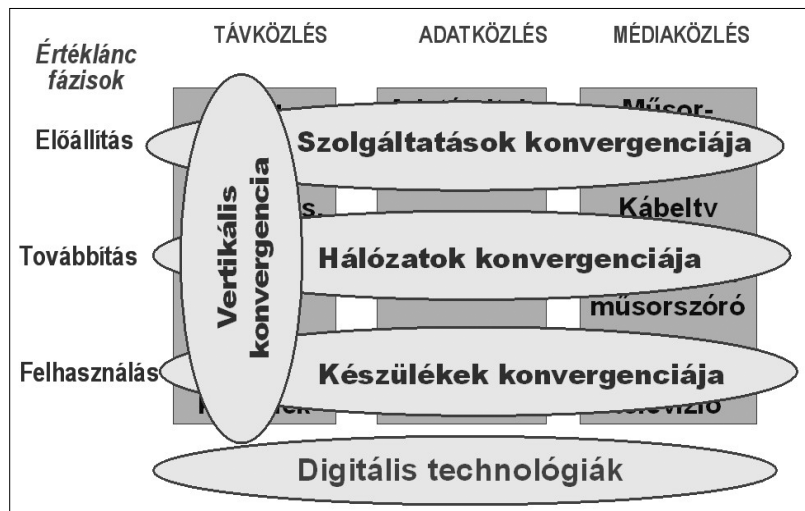 TÁVKÖZLÉS ADATKÖZLÉS MÉDIAKÖZLÉS
Értéklánc
fázisok
Műsor-
Előállítás
Szolgáltatások konvergenciája
Vertikális
konvergencia
Kábeltv
Továbbítás
Hálózatok konvergenciája
műsorszóró
Felhasználás
Készülékek konvergenciája
televízió
Digitális technológiák